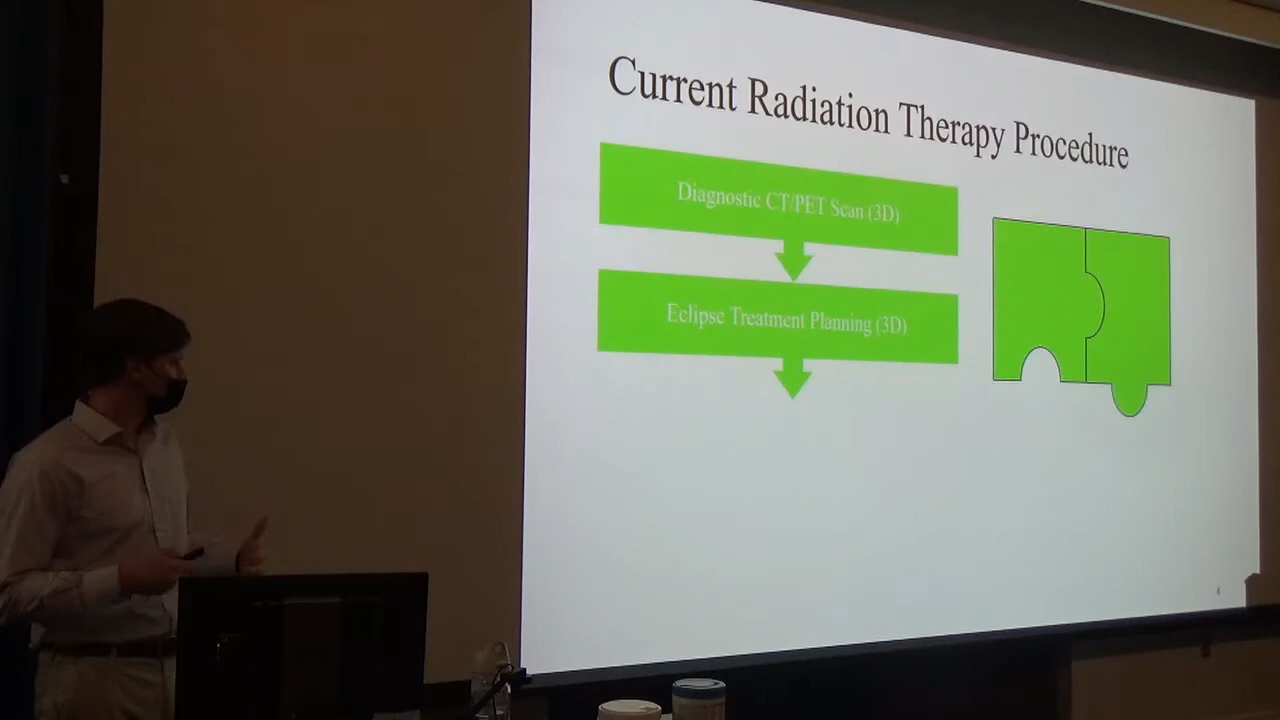 Current Radiation Therapy Procedure
Diagnostic CT/PET Scan (3D)
Eclipse Treatment Planning (3D)